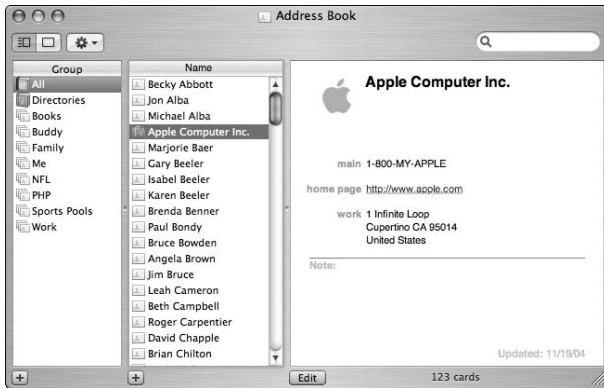 Address Book
Group
All
Directories
Books
Buddy
Family
Me
NFL
PHP
Sports Pools
Work
Name
Becky Abbott
Jon Alba
Michael Alba
Apple Computer Inc.
Marjorie Baer
Gary Beeler
Isabel Beeler
Karen Beeler
Brenda Benner
Paul Bondy
Bruce Bowden
Angela Brown
Jim Bruce
Leah Cameron
Beth Campbell
Roger Carpentier
David Chapple
Brian Chilton
Apple Computer Inc.
main 1-800-MY-APPLE
home page http://www.apple.com
work 1 Infinite Loop
Cupertino CA 95014
United States
Note:
Updated: 11/19/04
Edit
123 cards